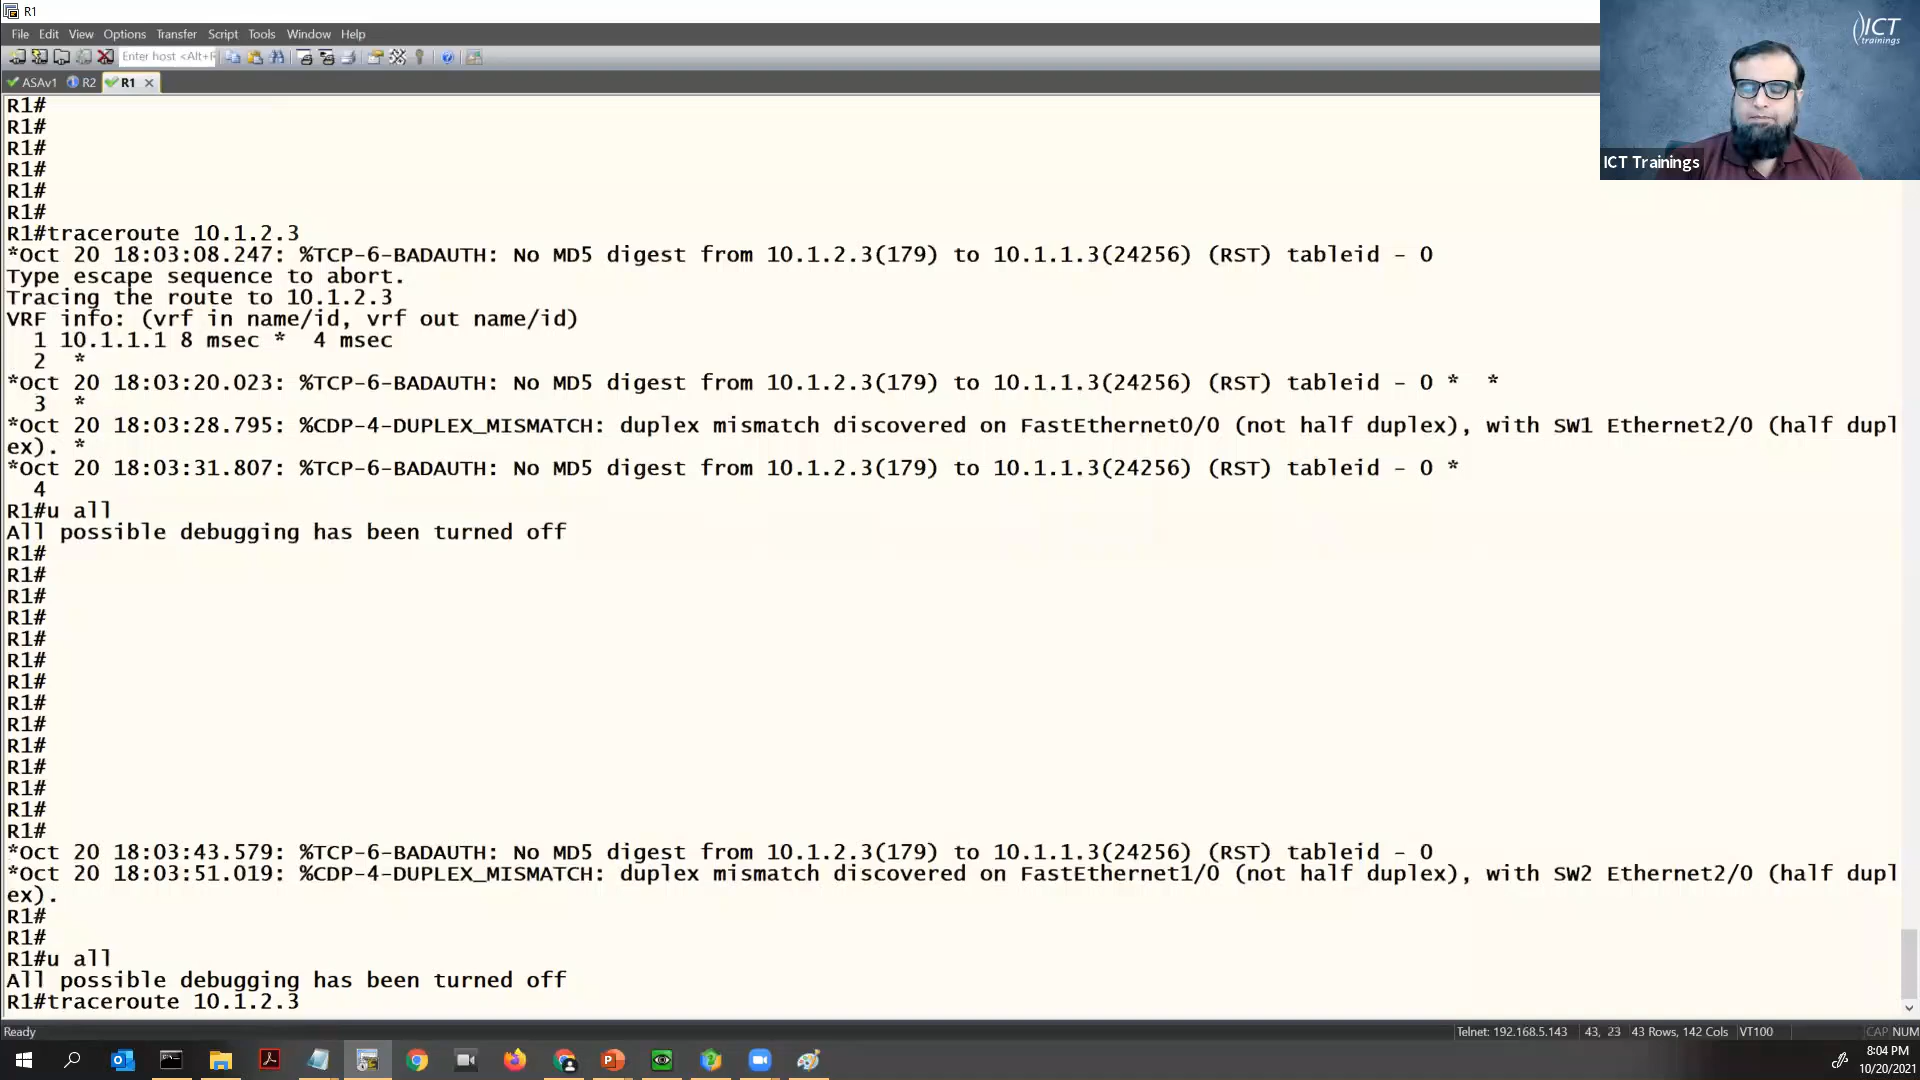 R1
File Edit View Options Transfer Script Tools Window Help
Enter host <Alt+R
ASAv1 R2 R1
R1#
R1#
R1#
R1#
R1#
R1#
R1#traceroute 10.1.2.3
*Oct 20 18:03:08.247: %TCP-6-BADAUTH: No MD5 digest from 10.1.2.3(179) to 10.1.1.3(24256) (RST) tableid - 0
Type escape sequence to abort.
Tracing the route to 10.1.2.3
VRF info: (vrf in name/id, vrf out name/id)
1 10.1.1.1 8 msec * 4 msec
2 *
*Oct 20 18:03:20.023: %TCP-6-BADAUTH: No MD5 digest from 10.1.2.3(179) to 10.1.1.3(24256) (RST) tableid - 0 * *
3 *
*Oct 20 18:03:28.795: %CDP-4-DUPLEX_MISMATCH: duplex mismatch discovered on FastEthernet0/0 (not half duplex), with SW1 Ethernet2/0 (half dupl
ex). *
*Oct 20 18:03:31.807: %TCP-6-BADAUTH: No MD5 digest from 10.1.2.3(179) to 10.1.1.3(24256) (RST) tableid - 0 *
4
R1#u all
All possible debugging has been turned off
R1#
R1#
R1#
R1#
R1#
R1#
R1#
R1#
R1#
R1#
R1#
R1#
R1#
R1#
*Oct 20 18:03:43.579: %TCP-6-BADAUTH: No MD5 digest from 10.1.2.3(179) to 10.1.1.3(24256) (RST) tableid - 0
*Oct 20 18:03:51.019: %CDP-4-DUPLEX_MISMATCH: duplex mismatch discovered on FastEthernet1/0 (not half duplex), with SW2 Ethernet2/0 (half dupl
ex).
R1#
R1#
R1#u all
All possible debugging has been turned off
R1#traceroute 10.1.2.3
ICT
trainings
ICT Trainings
Ready
Telnet: 192.168.5.143 43, 23 43 Rows, 142 Cols VT100 CAP NUM
8:04 PM
10/20/2021